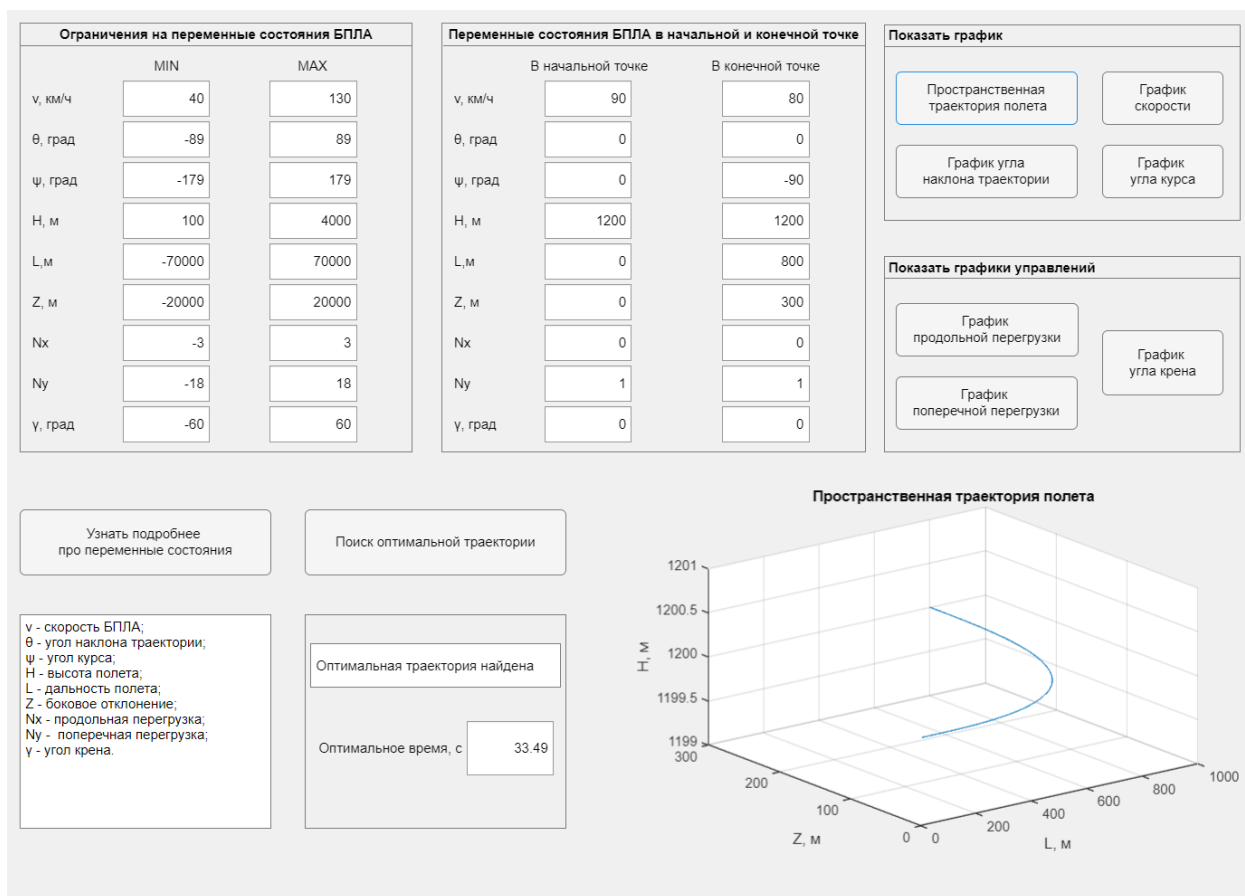 Ограничения на переменные состояния БПЛА
MIN MAX
v, км/ч 40 130
θ, град -89 89
ψ, град -179 179
H, м 100 4000
L,м -70000 70000
Z, м -20000 20000
Nx -3 3
Ny -18 18
γ, град -60 60
Переменные состояния БПЛА в начальной и конечной точке
В начальной точке В конечной точке
v, км/ч 90 80
θ, град 0 0
ψ, град 0 -90
H, м 1200 1200
L,м 0 800
Z, м 0 300
Nx 0 0
Ny 1 1
γ, град 0 0
Показать график
Пространственная
траектория полета
График
скорости
График угла
наклона траектории
График
угла курса
Показать графики управлений
График
продольной перегрузки
График
поперечной перегрузки
График
угла крена
Узнать подробнее
про переменные состояния
Поиск оптимальной траектории
v - скорость БПЛА;
θ - угол наклона траектории;
ψ - угол курса;
H - высота полета;
L - дальность полета;
Z - боковое отклонение;
Nx - продольная перегрузка;
Ny - поперечная перегрузка;
γ - угол крена.
Оптимальная траектория найдена
Оптимальное время, с 33.49
Пространственная траектория полета
1201
1200.5
1200
1199.5
1199
H, м
300
200
100
0
Z, м
0
200
400
600
800
1000
L, м